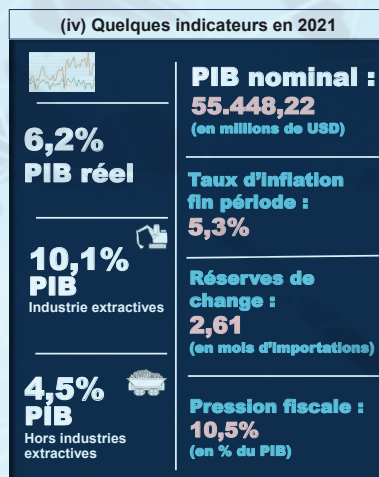 (iv) Quelques indicateurs en 2021
6,2%
PIB réel
10,1%
PIB
Industrie extractives
4,5%
PIB
Hors industries
extractives
PIB nominal :
55.448,22
(en millions de USD)
Taux d'inflation
fin période :
5,3%
Réserves de
change :
2,61
(en mois d'importations)
Pression fiscale :
10,5%
(en % du PIB)